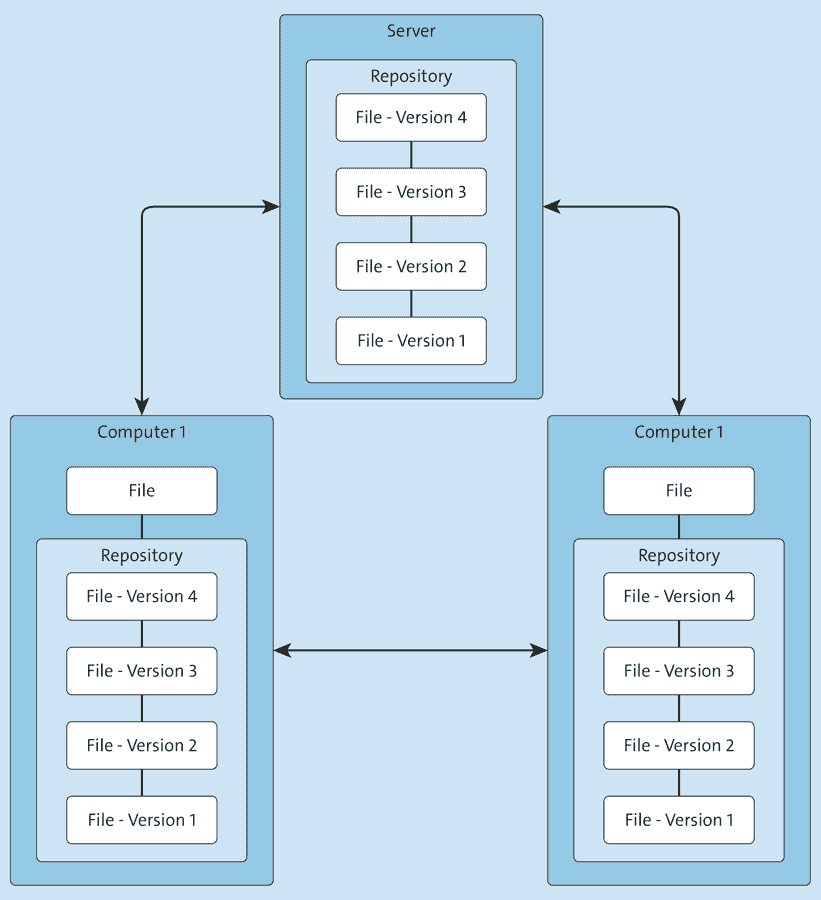 Server
Repository
File - Version 4
File - Version 3
File - Version 2
File - Version 1
Computer 1
File
Repository
File - Version 4
File - Version 3
File - Version 2
File - Version 1
Computer 1
File
Repository
File - Version 4
File - Version 3
File - Version 2
File - Version 1